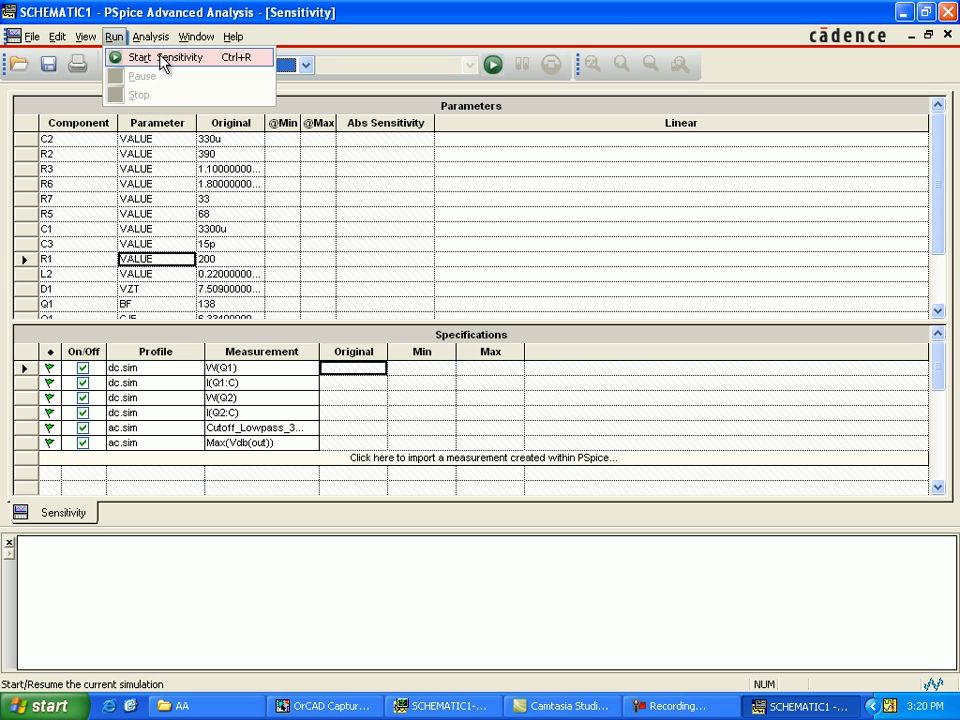 SCHEMATIC1 - PSpice Advanced Analysis - [Sensitivity]
File Edit View Run Analysis Window Help
cādence
Start Sensitivity Ctrl+R
Pause
Stop
Parameters
Component Parameter Original @Min @Max Abs Sensitivity Linear
C2 VALUE 330u
R2 VALUE 390
R3 VALUE 1.10000000...
R6 VALUE 1.80000000...
R7 VALUE 33
R5 VALUE 68
C1 VALUE 3300u
C3 VALUE 15p
R1 VALUE 200
L2 VALUE 0.22000000...
D1 VZT 7.50900000...
Q1 BF 138
Specifications
On/Off Profile Measurement Original Min Max
dc.sim W(Q1)
dc.sim I(Q1:C)
dc.sim W(Q2)
dc.sim I(Q2:C)
ac.sim Cutoff_Lowpass_3...
ac.sim Max(Vdb(out))
Click here to import a measurement created within PSpice...
Sensitivity
Start/Resume the current simulation NUM
start AA OrCAD Captur... SCHEMATIC1-... Camtasia Studi... Recording... SCHEMATIC1 -... 3:20 PM